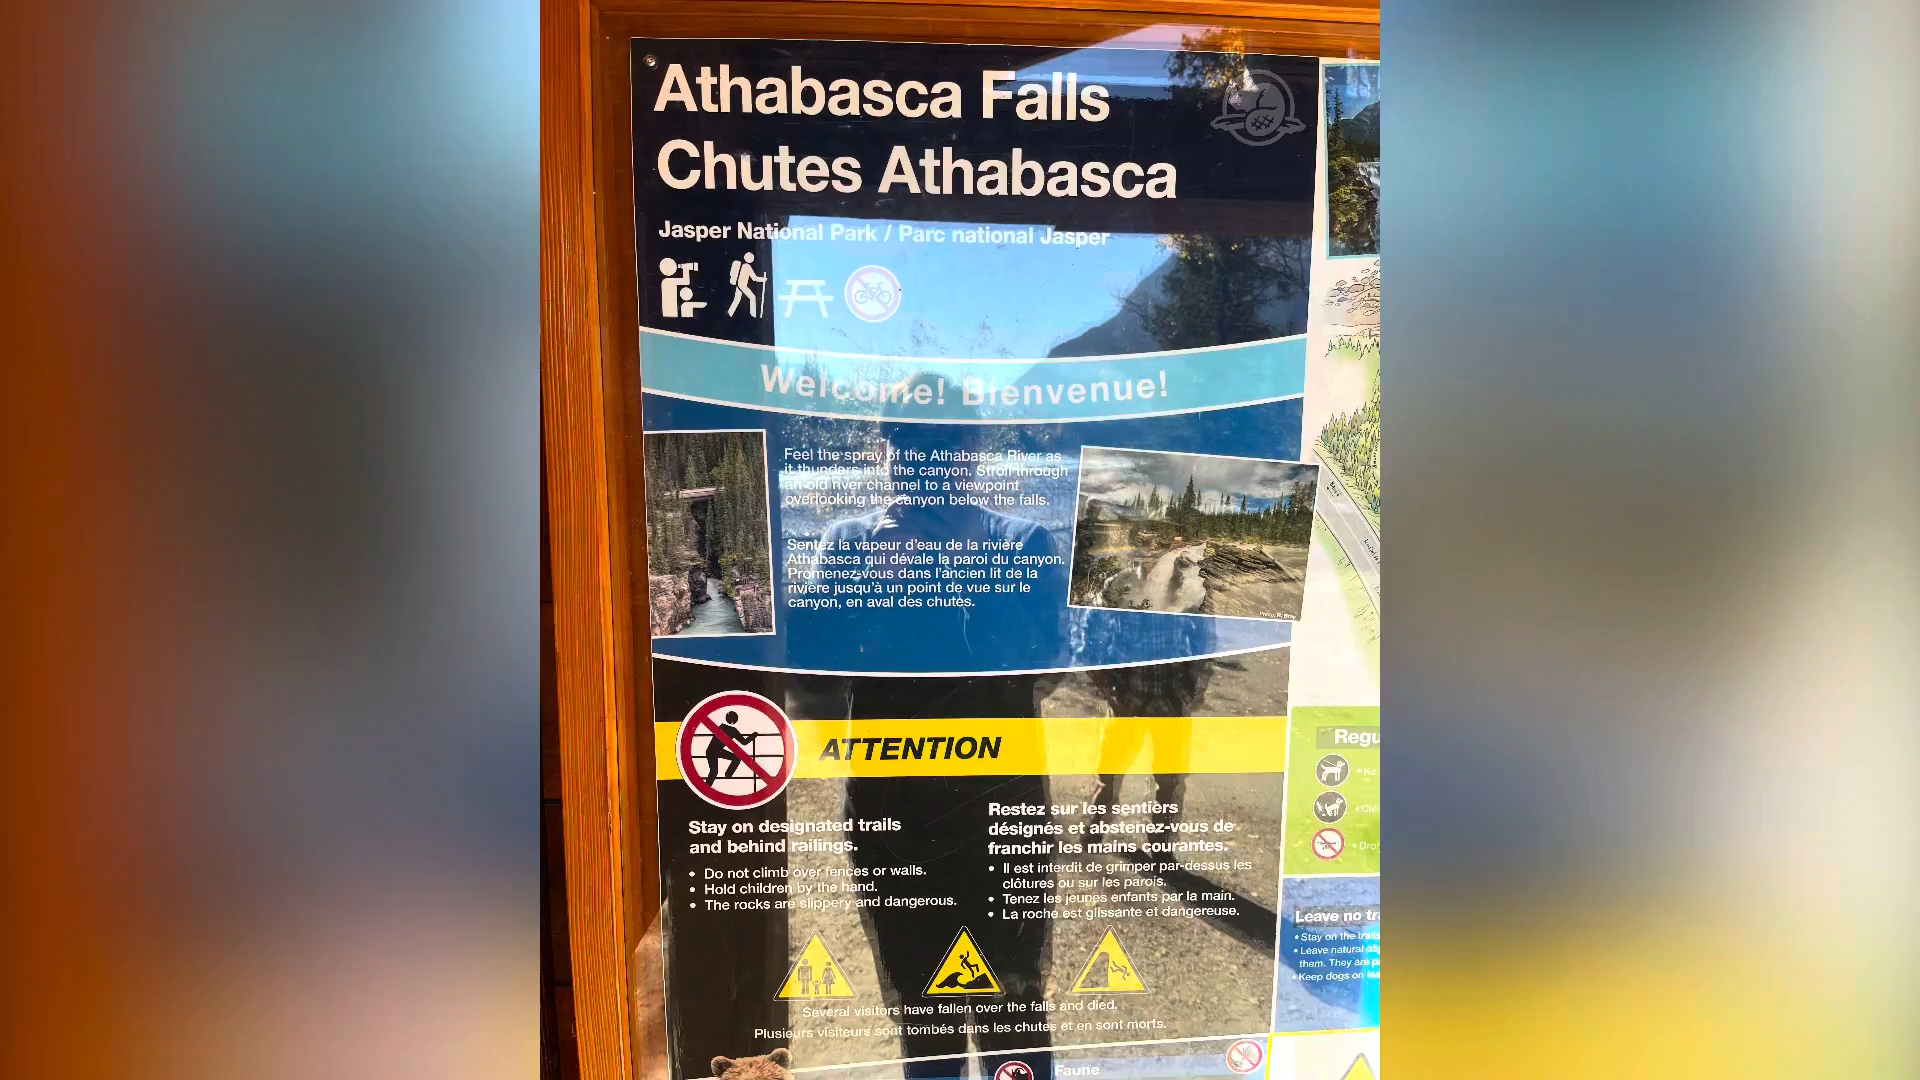 Athabasca Falls
Chutes Athabasca
Jasper National Park / Parc national Jasper
Welcome! Bienvenue!
Feel the spray of the Athabasca River as
it thunders into the canyon. Stroll through
an old river channel to a viewpoint
overlooking the canyon below the falls.
Sentez la vapeur d'eau de la rivière
Athabasca qui dévale la paroi du canyon.
Promenez-vous dans l'ancien lit de la
rivière jusqu'à un point de vue sur le
canyon, en aval des chutes.
ATTENTION
Stay on designated trails
and behind railings.
• Do not climb over fences or walls.
• Hold children by the hand.
• The rocks are slippery and dangerous.
Restez sur les sentiers
désignés et abstenez-vous de
franchir les mains courantes.
• Il est interdit de grimper par-dessus les
clôtures ou sur les parois.
• Tenez les jeunes enfants par la main.
• La roche est glissante et dangereuse.
Several visitors have fallen over the falls and died.
Plusieurs visiteurs sont tombés dans les chutes et en sont morts.
Faune
Regu
Leave no tr
• Stay on the trails
• Leave natural
them. They are
• Keep dogs on